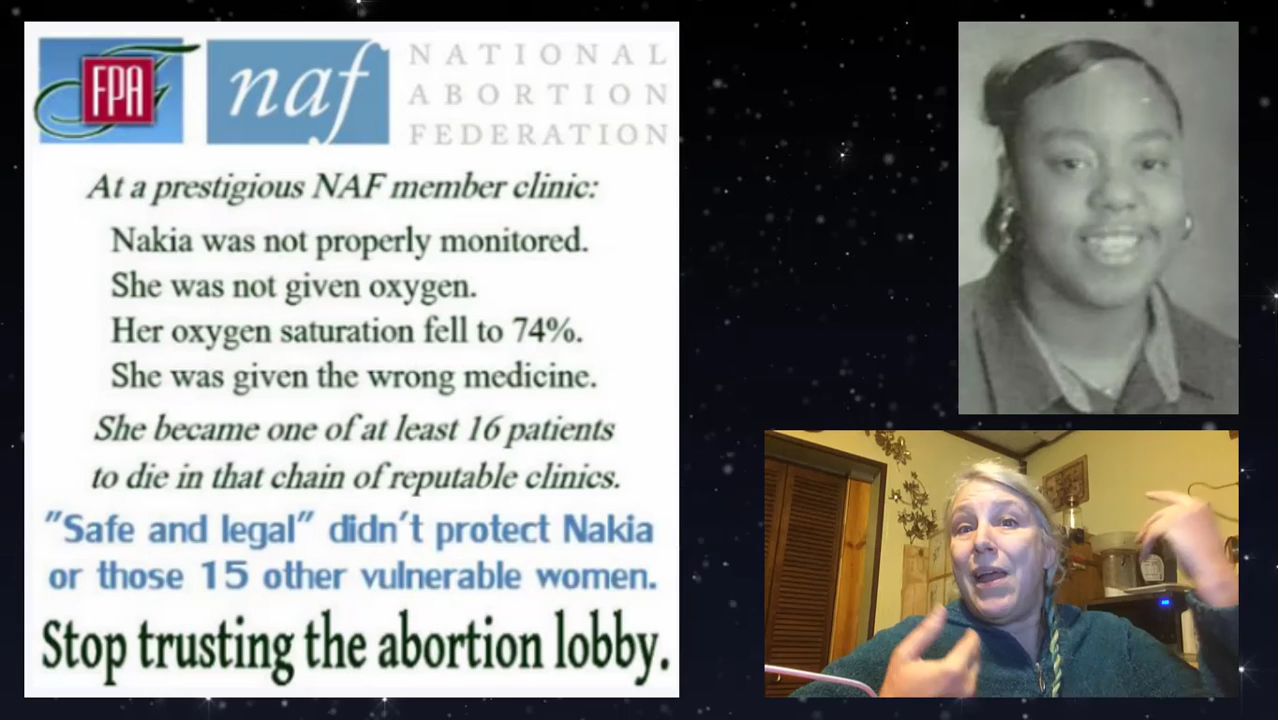 FPA
naf
NATIONAL
ABORTION
FEDERATION
At a prestigious NAF member clinic:
Nakia was not properly monitored.
She was not given oxygen.
Her oxygen saturation fell to 74%.
She was given the wrong medicine.
She became one of at least 16 patients
to die in that chain of reputable clinics.
"Safe and legal" didn't protect Nakia
or those 15 other vulnerable women.
Stop trusting the abortion lobby.